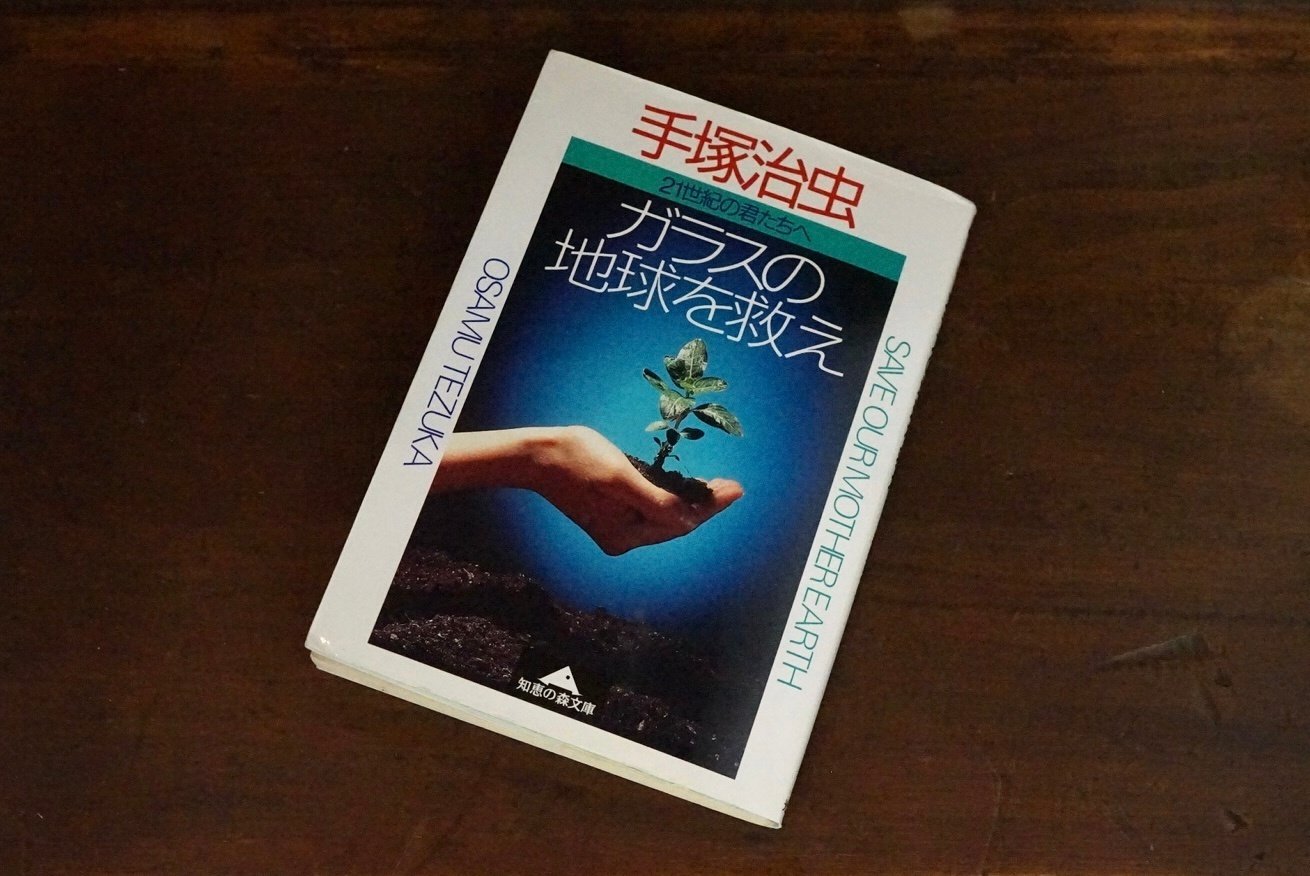 手塚治虫
21世紀の君たちへ
ガラスの
地球を救え
OSAMU TEZUKA
SAVE OUR MOTHER EARTH
知恵の森文庫